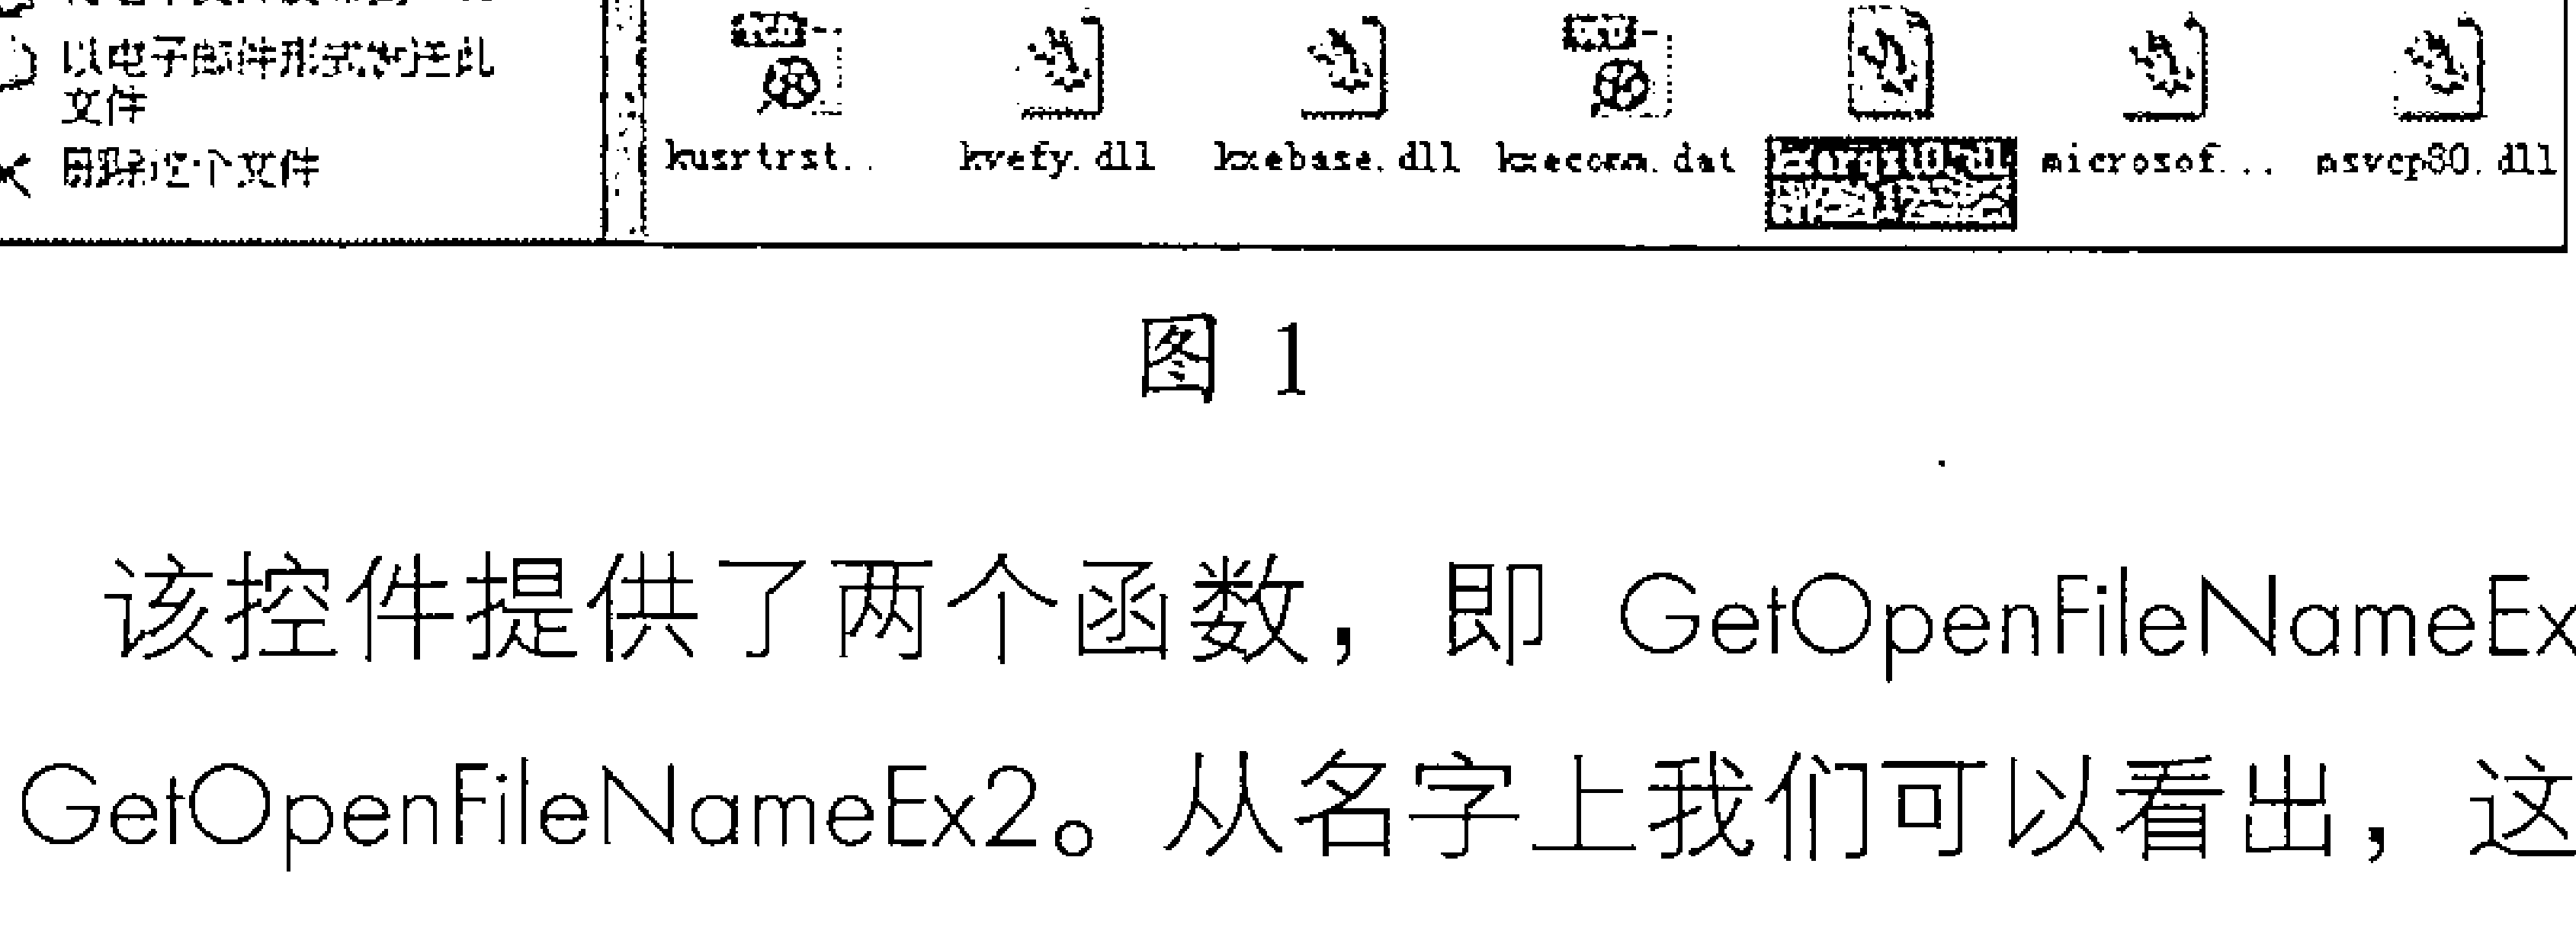 以电子邮件形式发送此
文件
删除这个文件
kusrtrst..
kvefy.dll
kxebase.dll
kxecomm.dat
microsof...
msvcp80.dll
图 1
该控件提供了两个函数，即 GetOpenFileNameEx
GetOpenFileNameEx2。从名字上我们可以看出，这